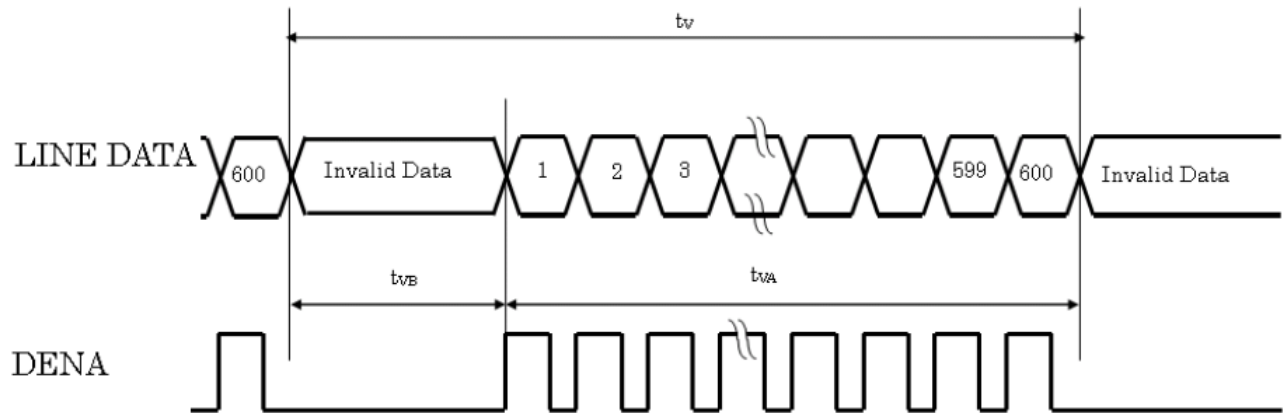 tV
LINE DATA 600 Invalid Data 1 2 3 599 600 Invalid Data
tVB tVA
DENA